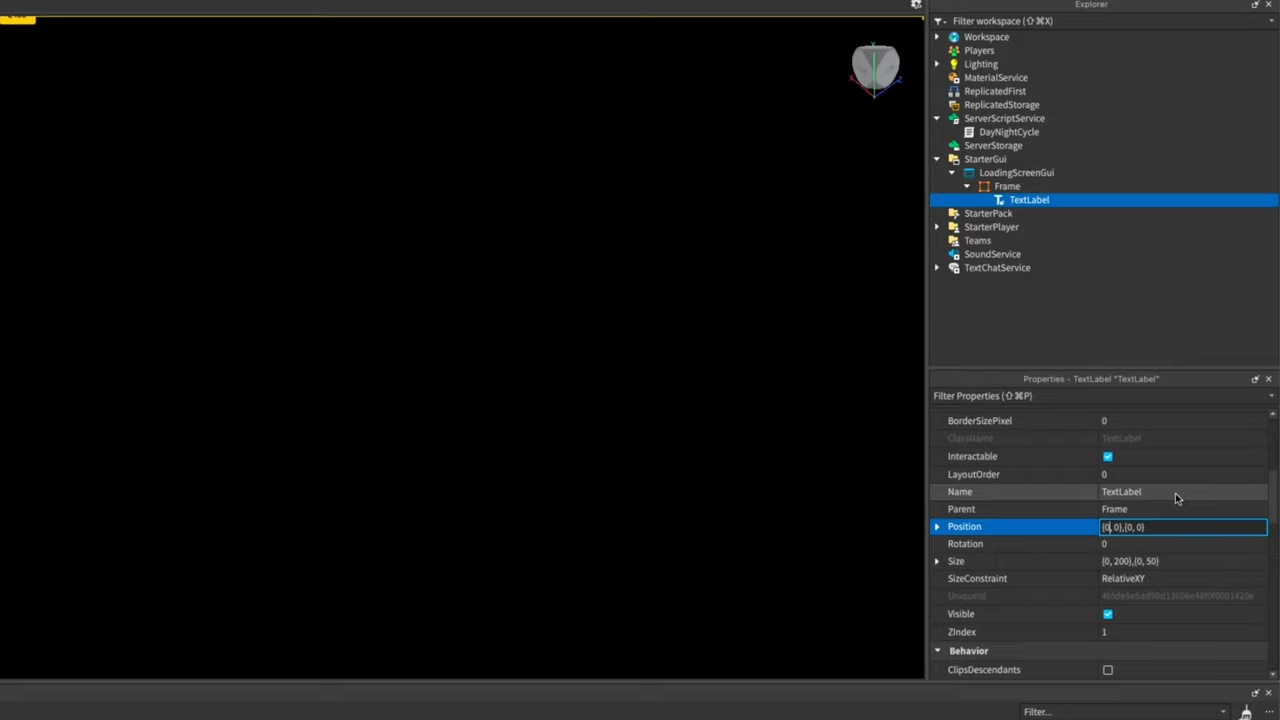 Explorer
Filter workspace (⇧⌘X)
Workspace
Players
Lighting
MaterialService
ReplicatedFirst
ReplicatedStorage
ServerScriptService
DayNightCycle
ServerStorage
StarterGui
LoadingScreenGui
Frame
TextLabel
StarterPack
StarterPlayer
Teams
SoundService
TextChatService
Properties - TextLabel "TextLabel"
Filter Properties (⇧⌘P)
BorderSizePixel 0
ClassName TextLabel
Interactable
LayoutOrder 0
Name TextLabel
Parent Frame
Position {0, 0},{0, 0}
Rotation 0
Size {0, 200},{0, 50}
SizeConstraint RelativeXY
UniqueId
Visible
ZIndex 1
Behavior
ClipsDescendants
Filter...